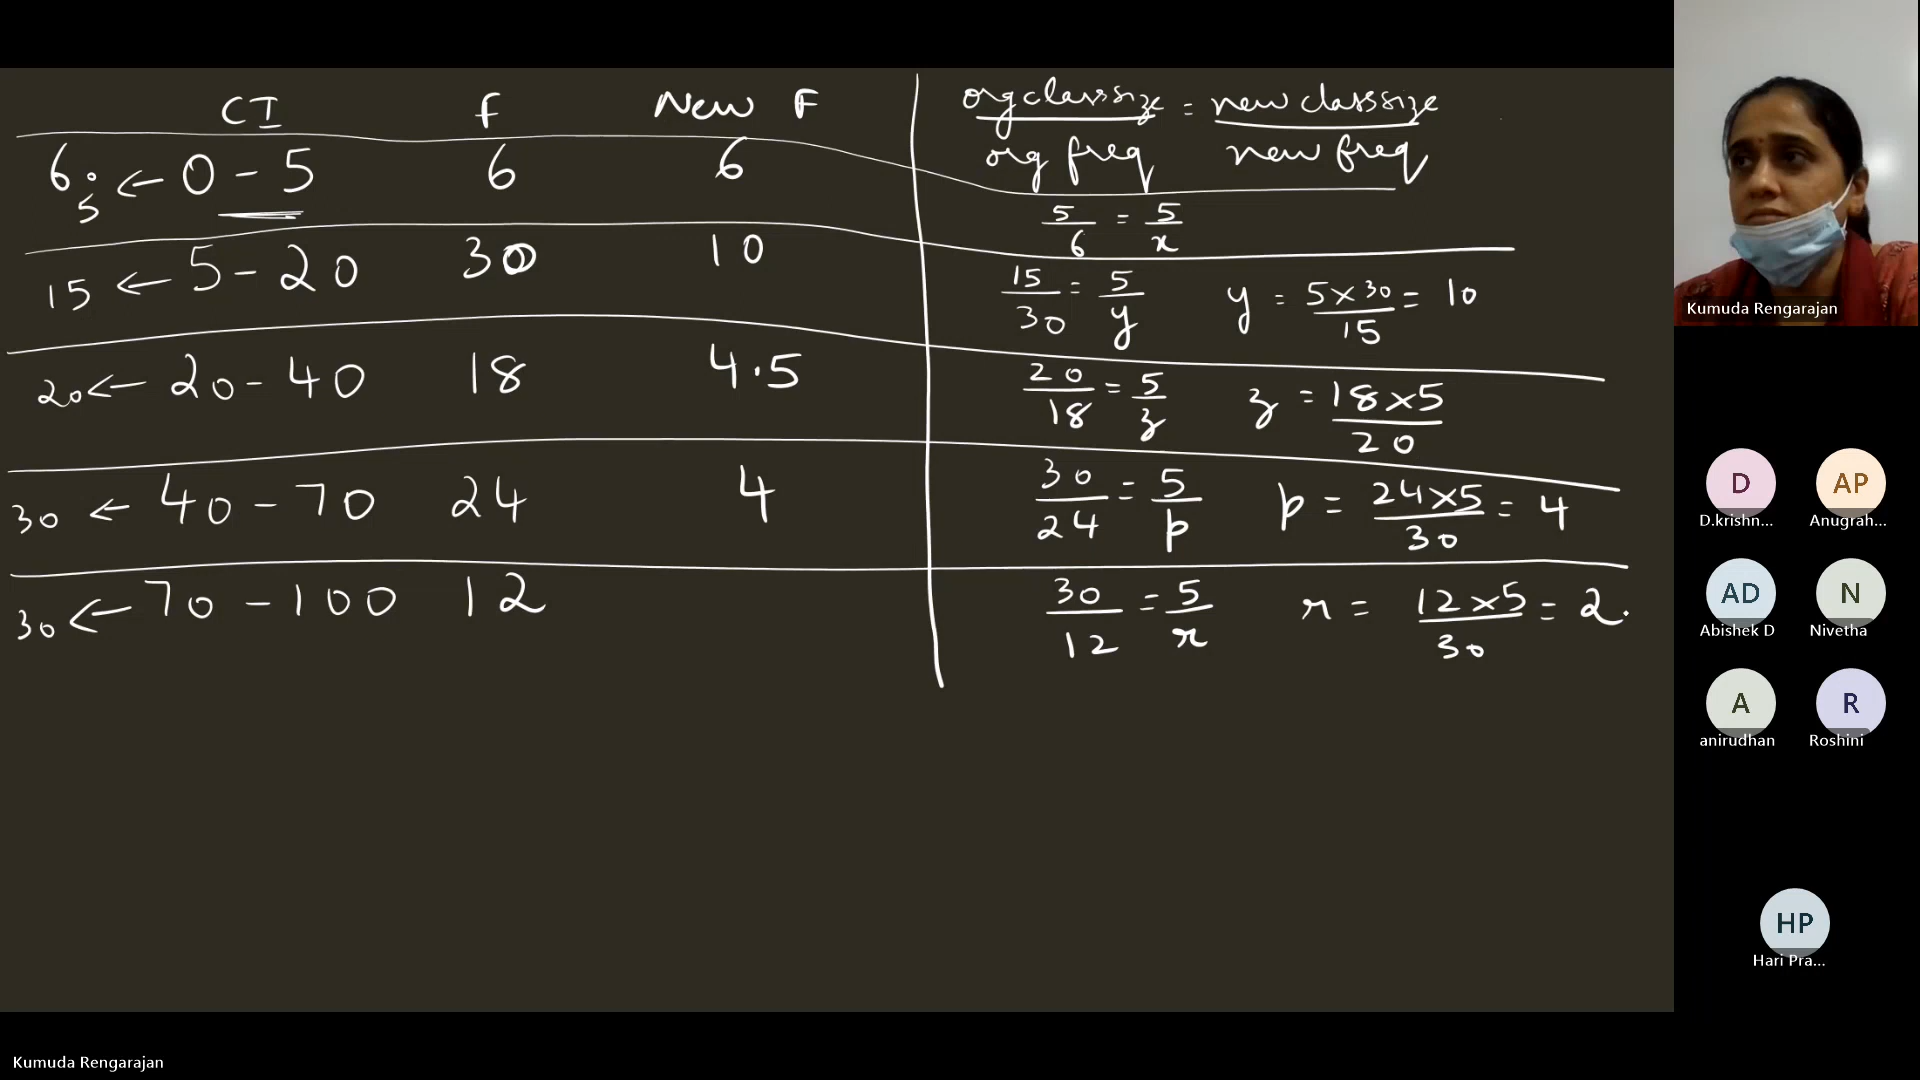 CI f New F
6. 5 ← 0 - 5 6 6
15 ← 5 - 20 30 10
20 ← 20 - 40 18 4.5
30 ← 40 - 70 24 4
30 ← 70 - 100 12
org class size / org freq = new class size / new freq
5/6 = 5/x
15/30 = 5/y y = 5 × 30 / 15 = 10
20/18 = 5/z z = 18 × 5 / 20
30/24 = 5/p p = 24 × 5 / 30 = 4
30/12 = 5/r r = 12 × 5 / 30 = 2.
Kumuda Rengarajan
D AP
D.krishn... Anugrah...
AD N
Abishek D Nivetha
A R
anirudhan Roshini
HP
Hari Pra...
Kumuda Rengarajan